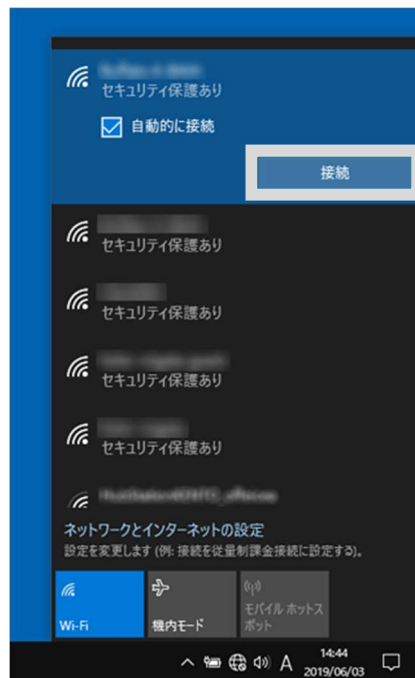 セキュリティ保護あり
自動的に接続
接続
セキュリティ保護あり
セキュリティ保護あり
セキュリティ保護あり
セキュリティ保護あり
ネットワークとインターネットの設定
設定を変更します (例: 接続を従量制課金接続に設定する)。
Wi-Fi
機内モード
モバイル ホットス
ポット
A
14:44
2019/06/03